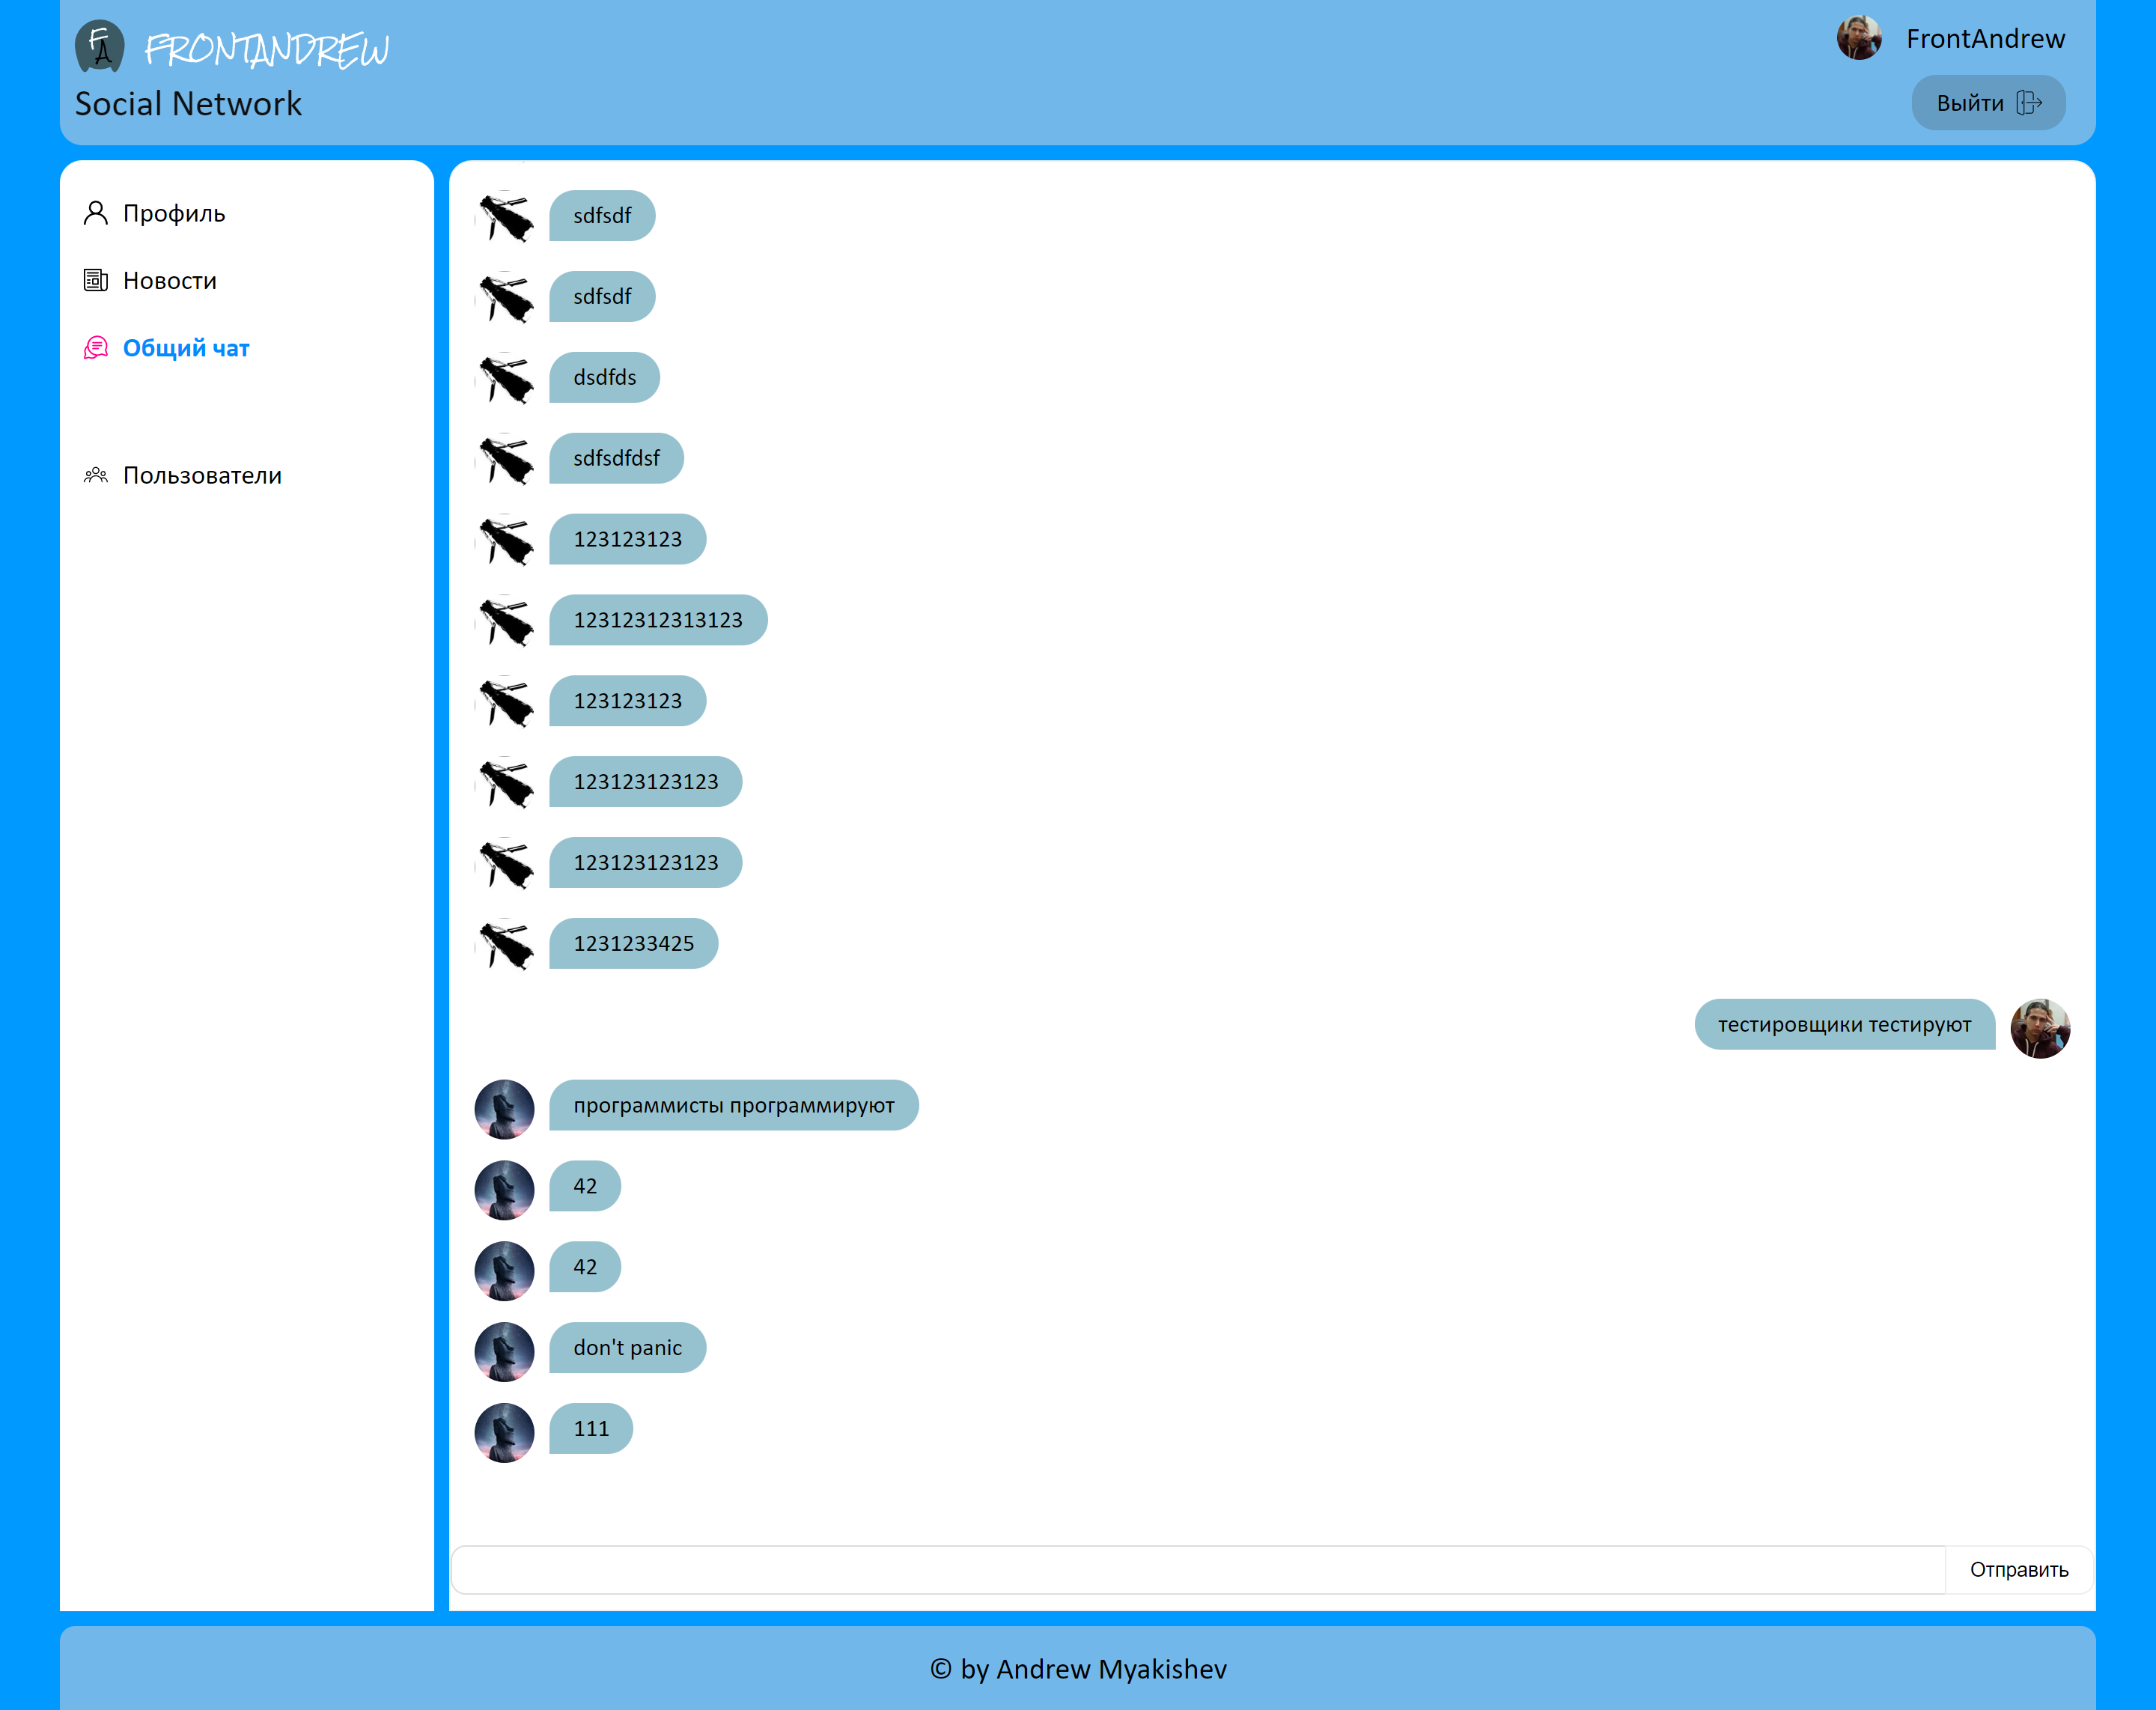 FA FRONTANDREW
Social Network
FrontAndrew
Выйти
Профиль
Новости
Общий чат
Пользователи
sdfsdf
sdfsdf
dsdfds
sdfsdfdsf
123123123
12312312313123
123123123
123123123123
123123123123
1231233425
тестировщики тестируют
программисты программируют
42
42
don't panic
111
Отправить
© by Andrew Myakishev